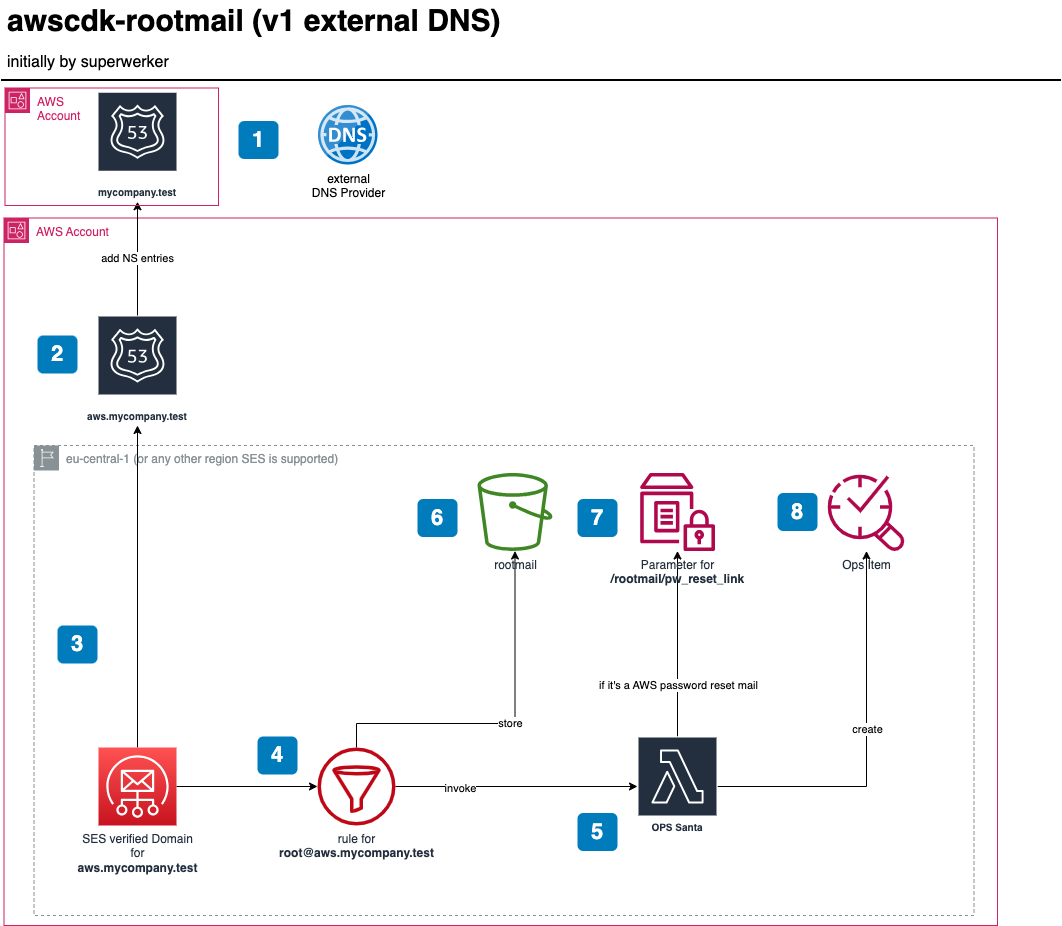 awscdk-rootmail (v1 external DNS)
initially by superwerker
AWS
Account
53
mycompany.test
1
DNS
external
DNS Provider
AWS Account
add NS entries
2
53
aws.mycompany.test
eu-central-1 (or any other region SES is supported)
6
7
8
rootmail
Parameter for
/rootmail/pw_reset_link
Ops Item
3
if it's a AWS password reset mail
store
create
4
invoke
5
SES verified Domain
for
aws.mycompany.test
rule for
root@aws.mycompany.test
OPS Santa